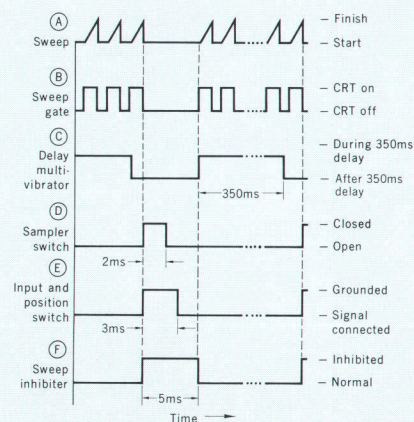 A
Sweep
Finish
Start
B
Sweep
gate
CRT on
CRT off
C
Delay
multi-
vibrator
During 350ms
delay
After 350ms
delay
350ms
D
Sampler
switch
Closed
Open
2ms
E
Input and
position
switch
Grounded
Signal
connected
3ms
F
Sweep
inhibiter
Inhibited
Normal
5ms
Time